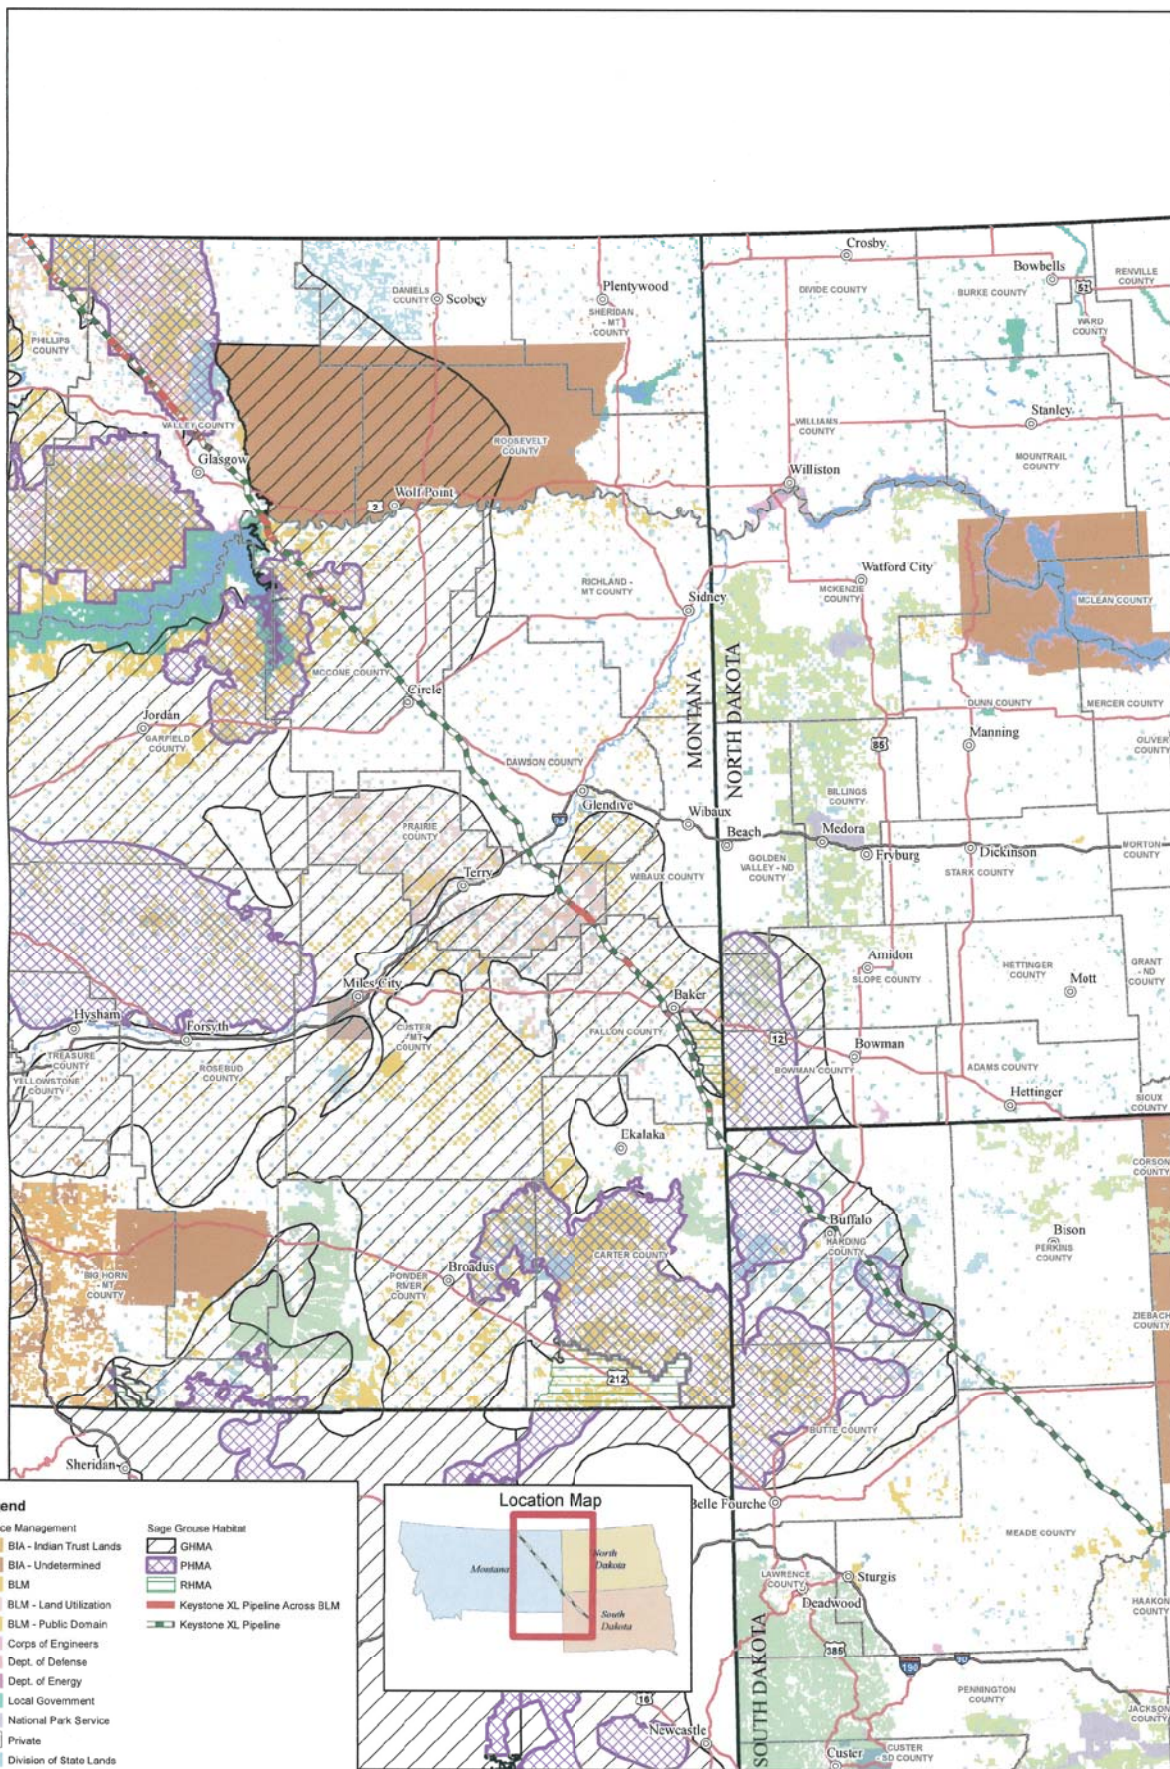 Crosby
Bowbells
RENVILLE
COUNTY
DIVIDE COUNTY
BURKE COUNTY
52
DANIELS
COUNTY
Scobey
Plentywood
SHERIDAN
- MT
COUNTY
WARD
COUNTY
PHILLIPS
COUNTY
VALLEY COUNTY
Stanley
WILLIAMS
COUNTY
ROOSEVELT
COUNTY
MOUNTRAIL
COUNTY
Glasgow
Williston
Wolf Point
2
Watford City
RICHLAND -
MT COUNTY
MCKENZIE
COUNTY
Sidney
MCLEAN COUNTY
MCCONE COUNTY
Circle
MONTANA
NORTH DAKOTA
DUNN COUNTY
MERCER COUNTY
Jordan
GARFIELD
COUNTY
85
Manning
OLIVER
COUNTY
DAWSON COUNTY
BILLINGS
COUNTY
Glendive
94
Wibaux
PRAIRIE
COUNTY
Beach
Medora
Fryburg
Dickinson
MORTON
COUNTY
GOLDEN
VALLEY - ND
COUNTY
STARK COUNTY
Terry
WIBAUX COUNTY
Amidon
SLOPE COUNTY
HETTINGER
COUNTY
GRANT
- ND
COUNTY
Mott
Miles City
Baker
Hysham
Forsyth
CUSTER
- MT
COUNTY
FALLON COUNTY
12
Bowman
TREASURE
COUNTY
ROSEBUD
COUNTY
BOWMAN COUNTY
ADAMS COUNTY
YELLOWSTONE
COUNTY
Hettinger
SIOUX
COUNTY
Ekalaka
CORSON
COUNTY
Buffalo
HARDING
COUNTY
Bison
PERKINS
COUNTY
CARTER COUNTY
BIG HORN
- MT
COUNTY
Broadus
POWDER
RIVER
COUNTY
ZIEBACH
COUNTY
212
BUTTE COUNTY
Sheridan
Belle Fourche
MEADE COUNTY
LAWRENCE
COUNTY
Sturgis
Deadwood
HAAKON
COUNTY
385
190
SOUTH DAKOTA
PENNINGTON
COUNTY
JACKSON
COUNTY
16
Newcastle
Custer
CUSTER
- SD COUNTY
Location Map
Montana
North
Dakota
South
Dakota
end
ce Management
BIA - Indian Trust Lands
BIA - Undetermined
BLM
BLM - Land Utilization
BLM - Public Domain
Corps of Engineers
Dept. of Defense
Dept. of Energy
Local Government
National Park Service
Private
Division of State Lands
Sage Grouse Habitat
GHMA
PHMA
RHMA
Keystone XL Pipeline Across BLM
Keystone XL Pipeline